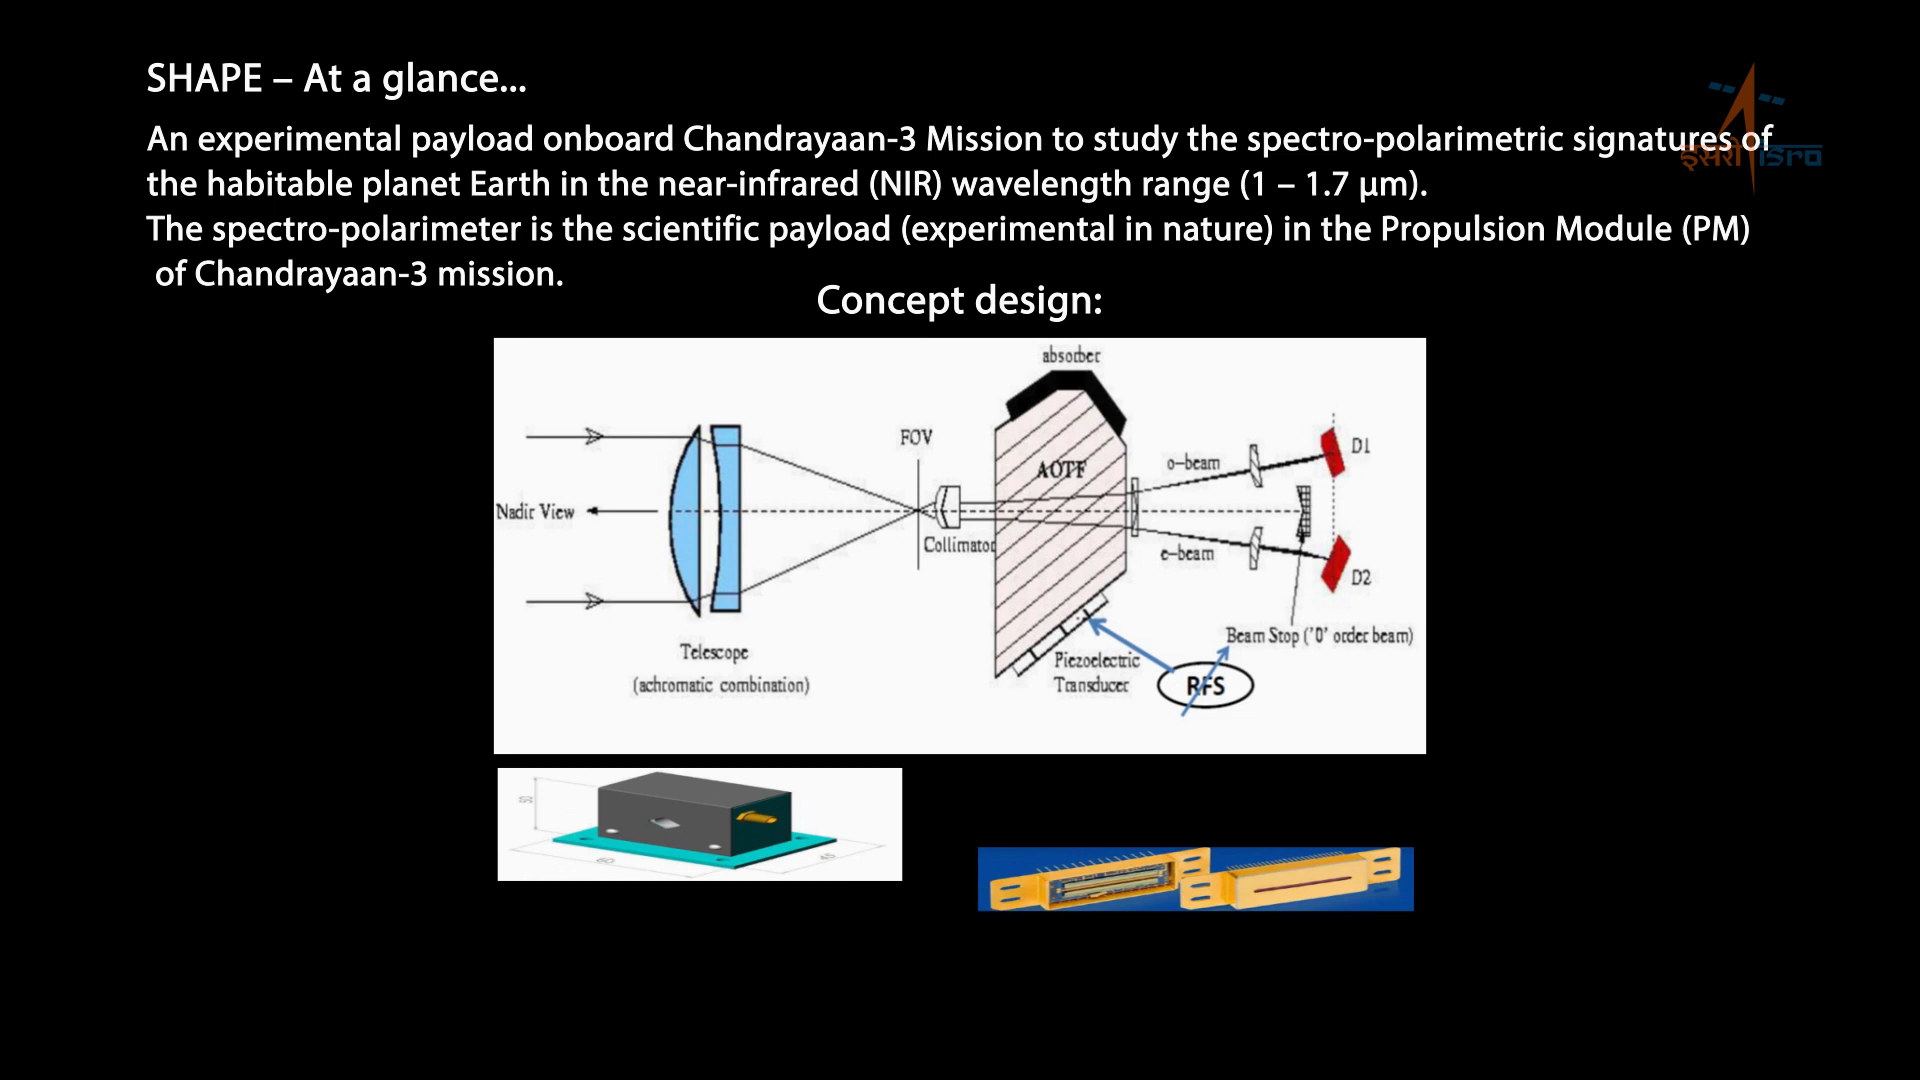 SHAPE – At a glance...
इसरो isro
An experimental payload onboard Chandrayaan-3 Mission to study the spectro-polarimetric signatures of
the habitable planet Earth in the near-infrared (NIR) wavelength range (1 – 1.7 µm).
The spectro-polarimeter is the scientific payload (experimental in nature) in the Propulsion Module (PM)
of Chandrayaan-3 mission.
Concept design:
absorber
FOV
AOTF
o-beam
D1
Nadir View
Collimator
e-beam
D2
Beam Stop ('0' order beam)
Telescope
(achromatic combination)
Piezoelectric
Transducer
RFS
50